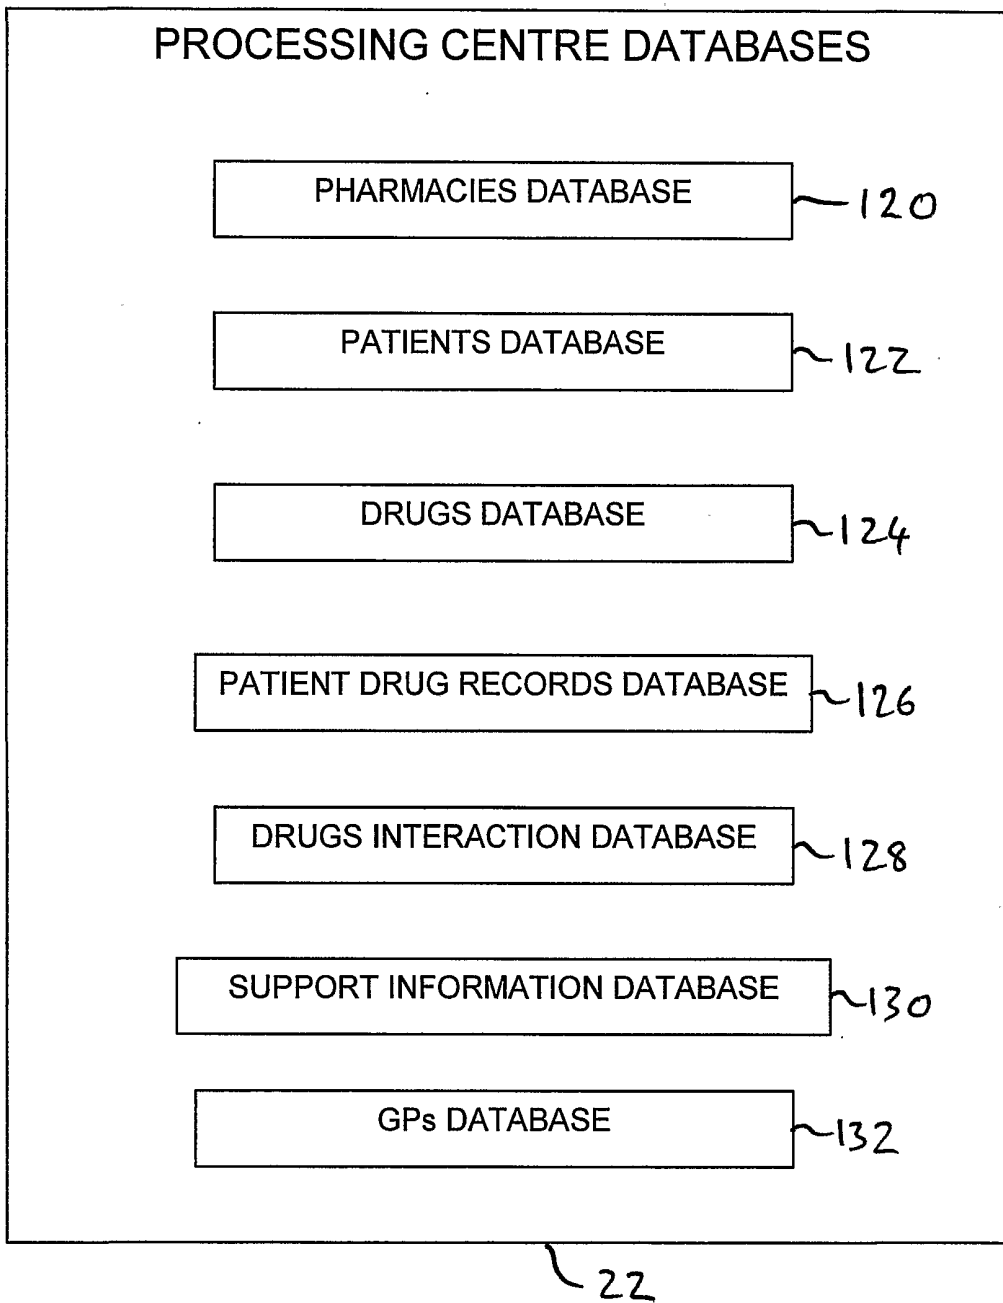 PROCESSING CENTRE DATABASES
PHARMACIES DATABASE
120
PATIENTS DATABASE
122
DRUGS DATABASE
124
PATIENT DRUG RECORDS DATABASE
126
DRUGS INTERACTION DATABASE
128
SUPPORT INFORMATION DATABASE
130
GPs DATABASE
132
22